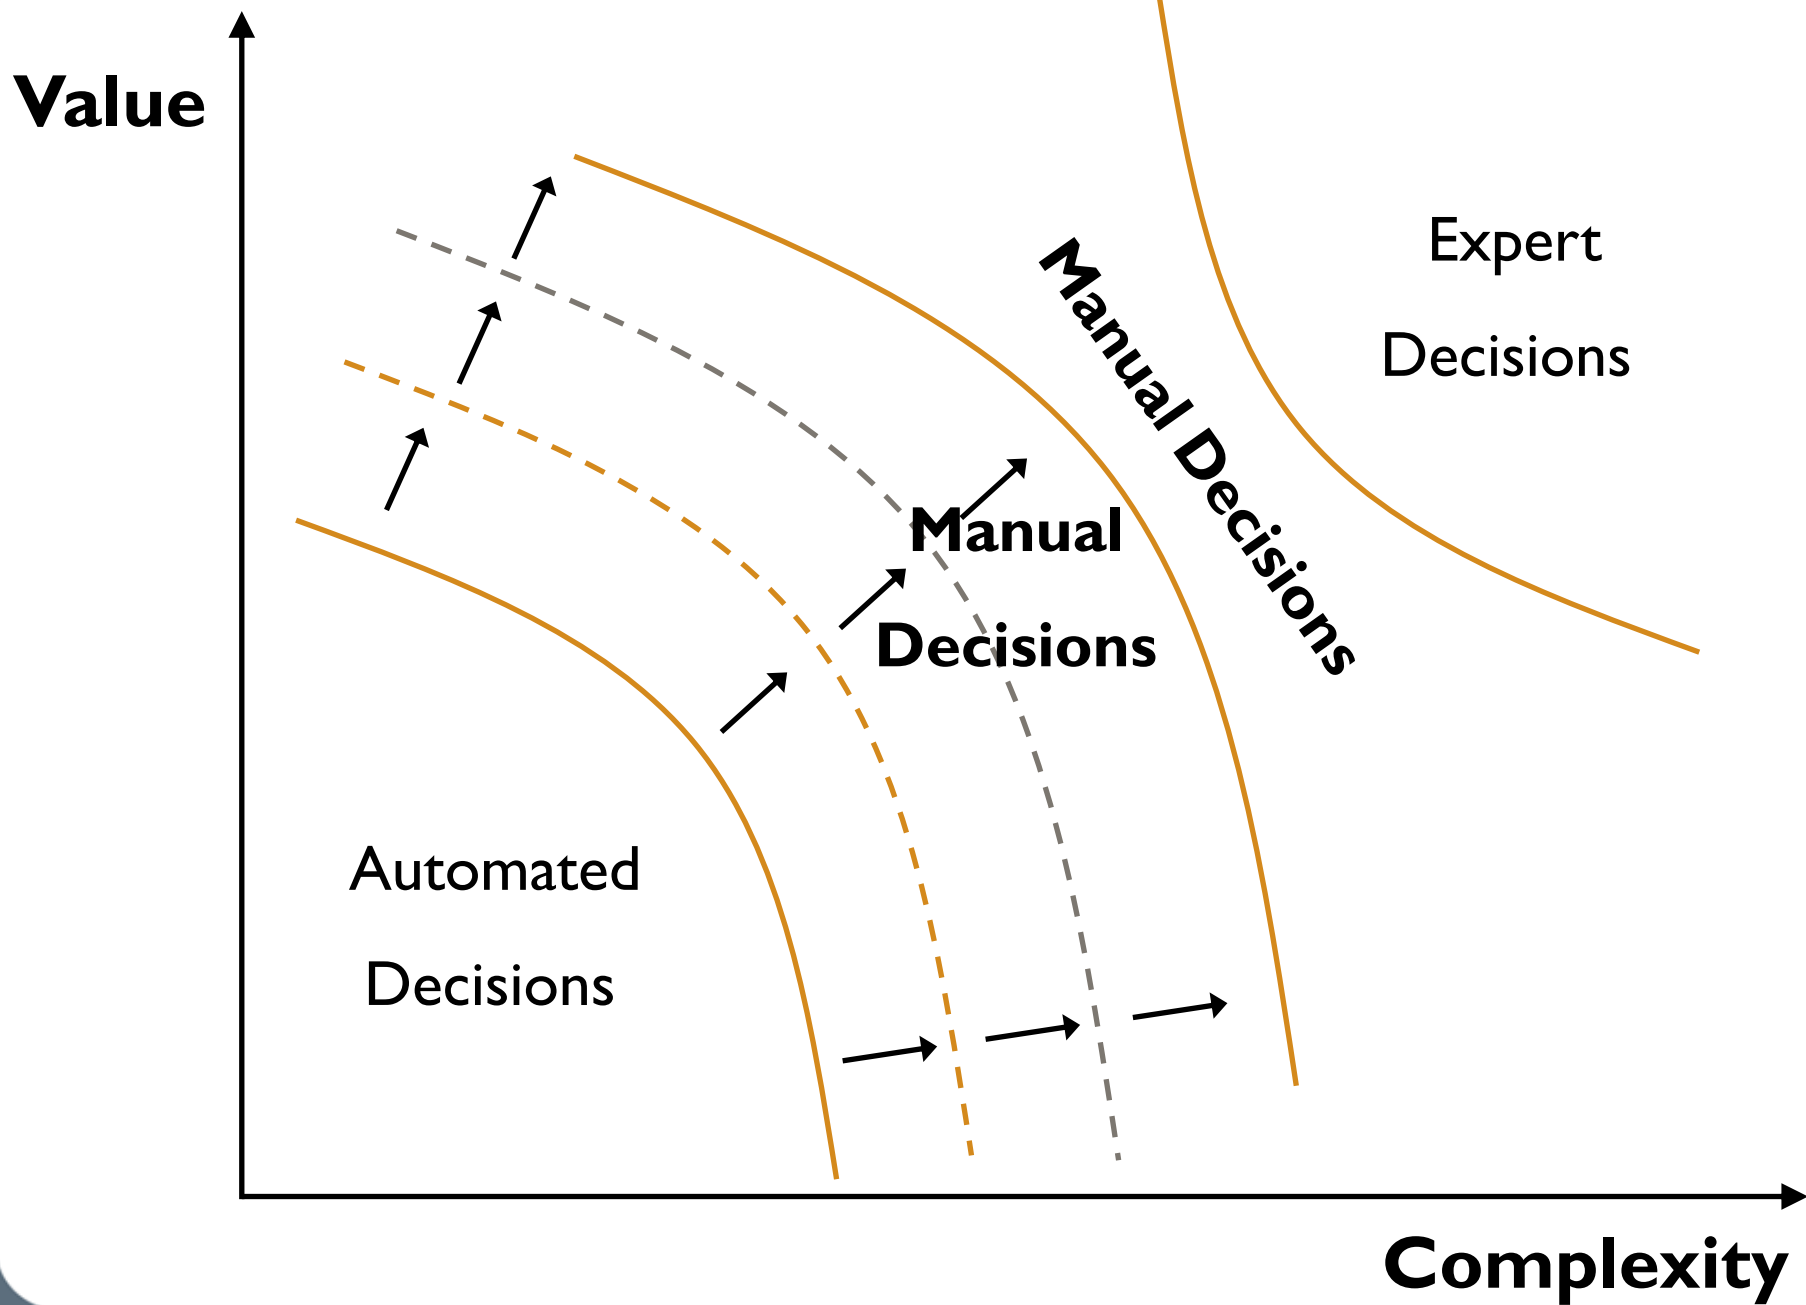 Value
Expert
Decisions
Manual Decisions
Manual
Decisions
Automated
Decisions
Complexity